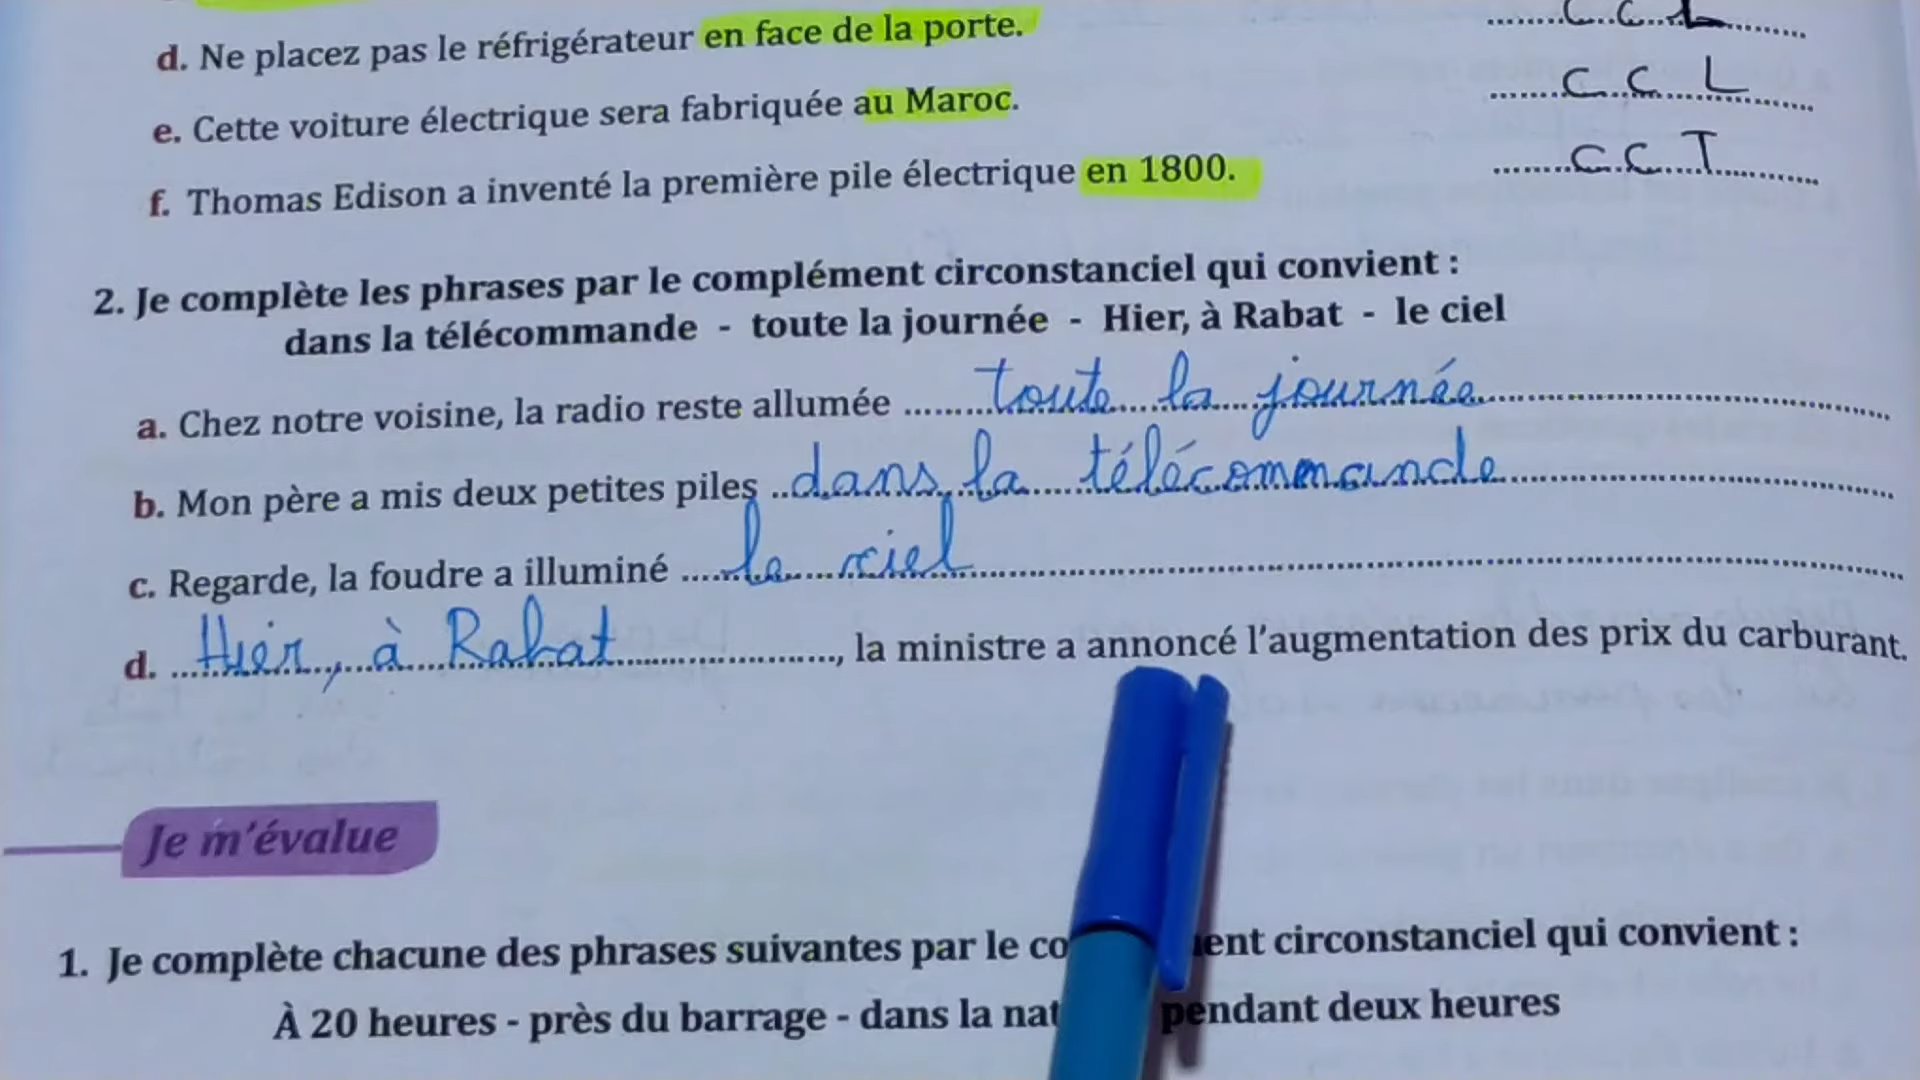 d. Ne placez pas le réfrigérateur en face de la porte. C C L
e. Cette voiture électrique sera fabriquée au Maroc. C C L
f. Thomas Edison a inventé la première pile électrique en 1800. C C T
2. Je complète les phrases par le complément circonstanciel qui convient :
dans la télécommande - toute la journée - Hier, à Rabat - le ciel
a. Chez notre voisine, la radio reste allumée toute la journée
b. Mon père a mis deux petites piles dans la télécommande
c. Regarde, la foudre a illuminé le ciel
d. Hier, à Rabat, la ministre a annoncé l'augmentation des prix du carburant.
Je m'évalue
1. Je complète chacune des phrases suivantes par le circonstanciel qui convient :
À 20 heures - près du barrage - dans la pendant deux heures